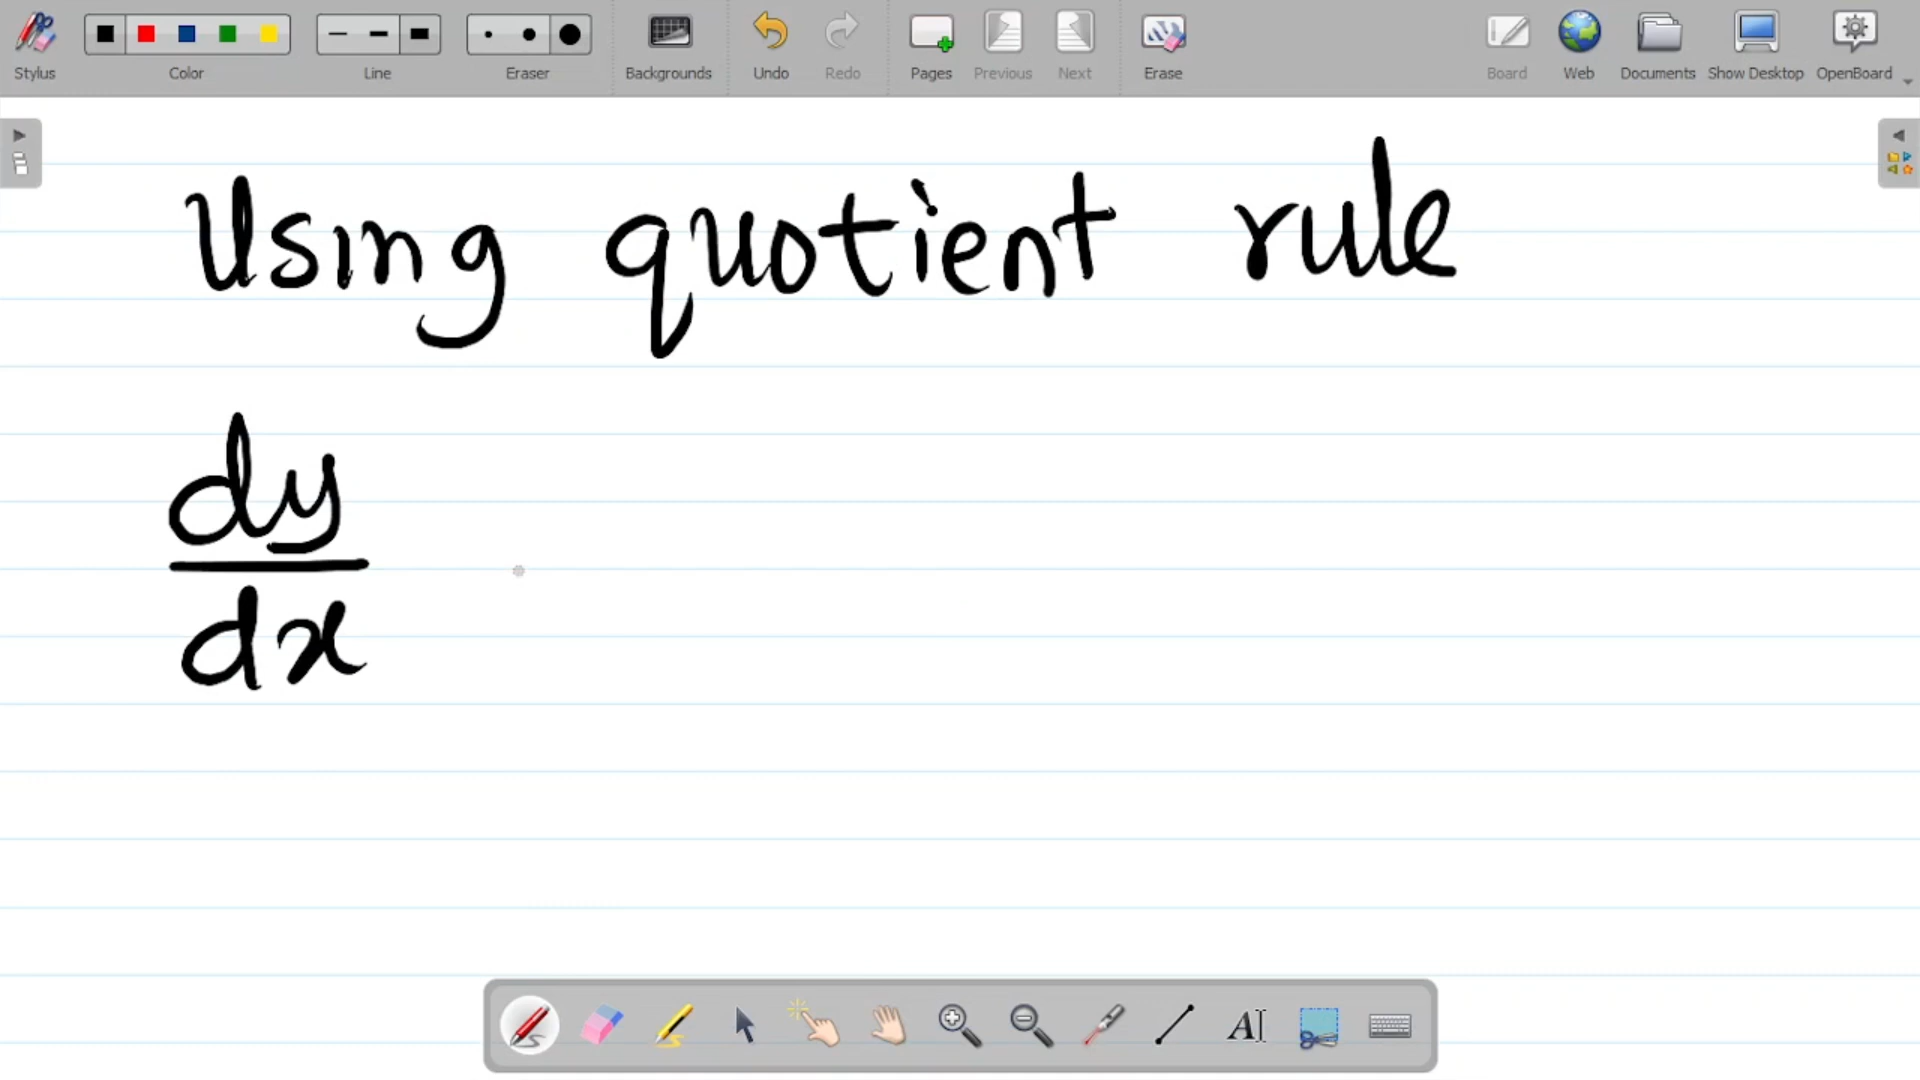 Stylus Color Line Eraser Backgrounds Undo Redo Pages Previous Next Erase Board Web Documents Show Desktop OpenBoard
Using quotient rule
dy
dx
AI